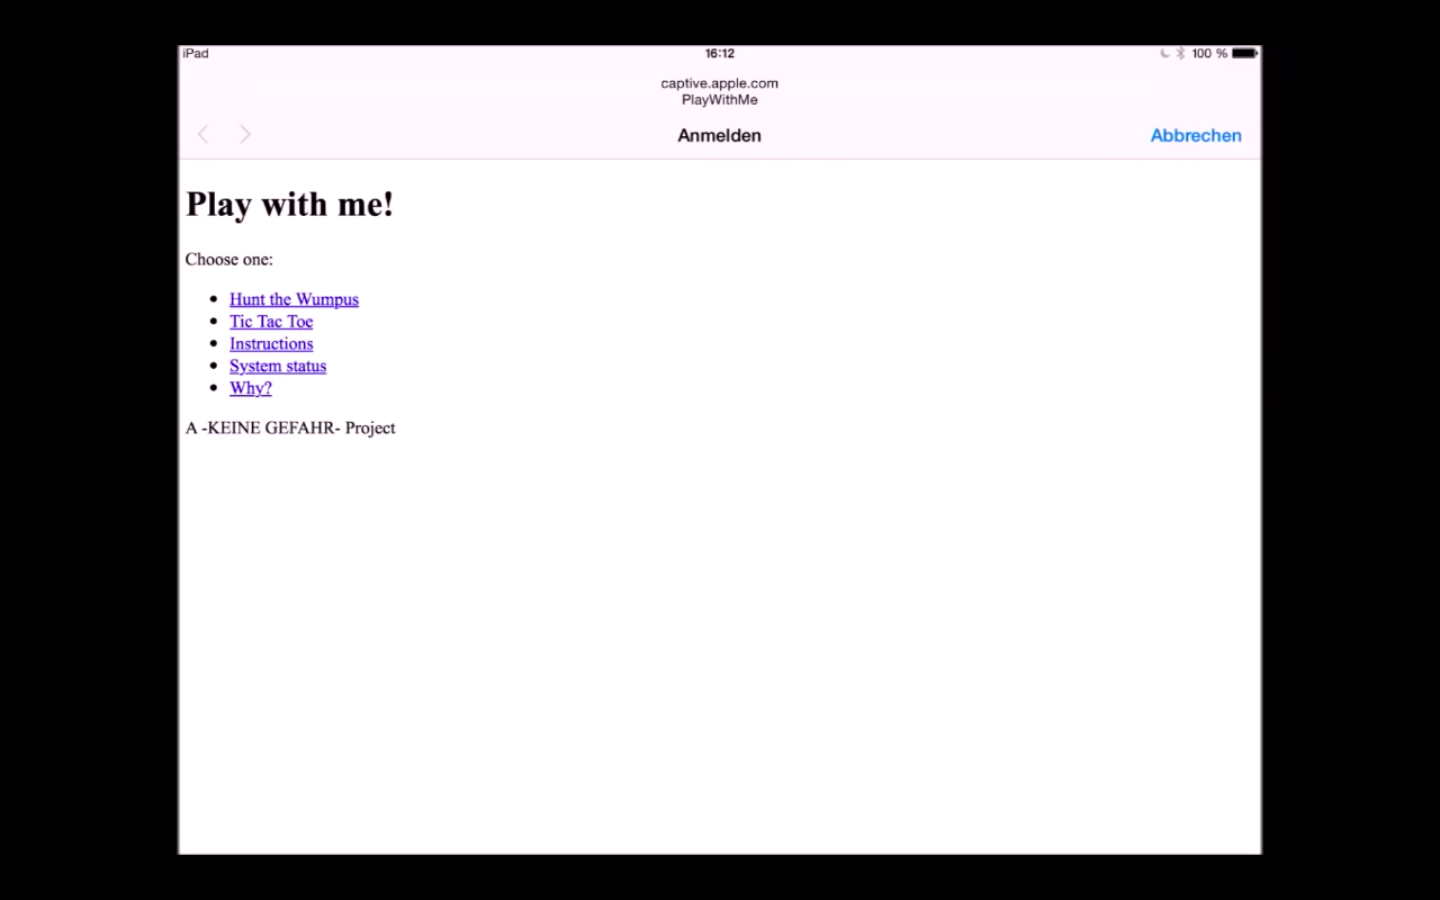 iPad 16:12 100 %
captive.apple.com
PlayWithMe
Anmelden Abbrechen
Play with me!
Choose one:
Hunt the Wumpus
Tic Tac Toe
Instructions
System status
Why?
A -KEINE GEFAHR- Project